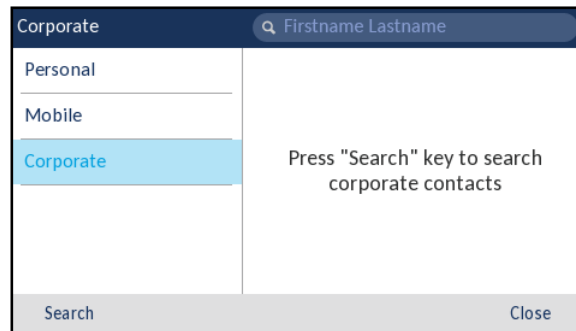 Corporate
Firstname Lastname
Personal
Mobile
Corporate
Press "Search" key to search
corporate contacts
Search
Close